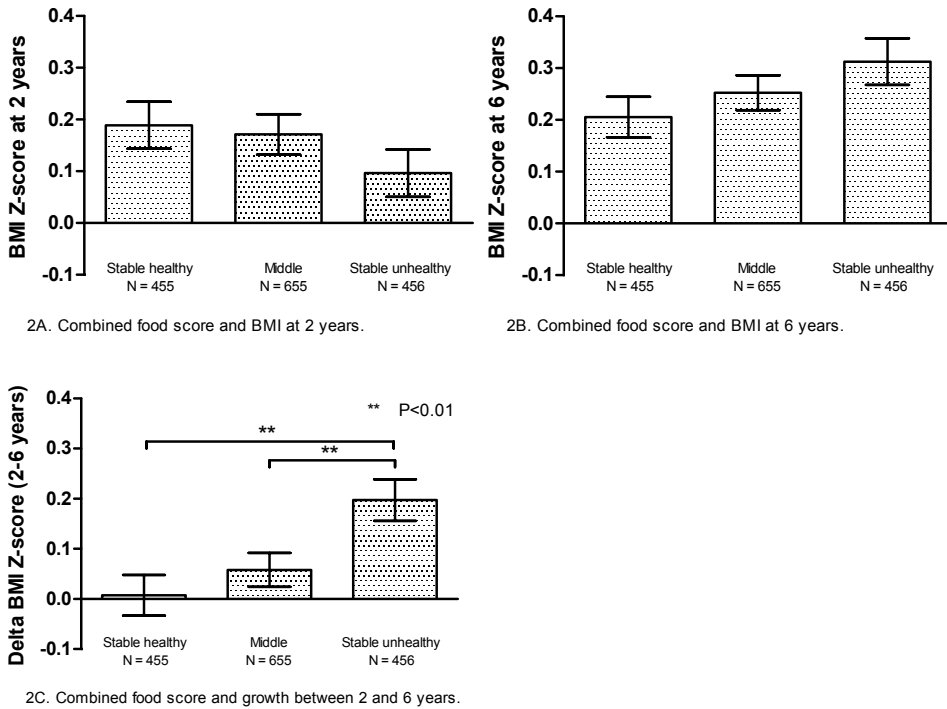 BMI Z-score at 2 years
0.4
0.3
0.2
0.1
0.0
-0.1
Stable healthy
N = 455
Middle
N = 655
Stable unhealthy
N = 456
2A. Combined food score and BMI at 2 years.
BMI Z-score at 6 years
0.4
0.3
0.2
0.1
0.0
-0.1
Stable healthy
N = 455
Middle
N = 655
Stable unhealthy
N = 456
2B. Combined food score and BMI at 6 years.
Delta BMI Z-score (2-6 years)
0.4
0.3
0.2
0.1
0.0
-0.1
** P<0.01
**
**
Stable healthy
N = 455
Middle
N = 655
Stable unhealthy
N = 456
2C. Combined food score and growth between 2 and 6 years.